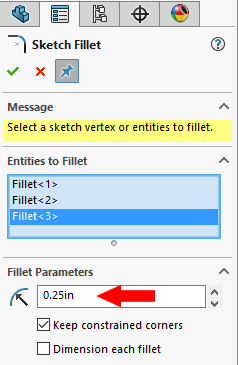 Sketch Fillet
Message
Select a sketch vertex or entities to fillet.
Entities to Fillet
Fillet<1>
Fillet<2>
Fillet<3>
Fillet Parameters
0.25in
Keep constrained corners
Dimension each fillet